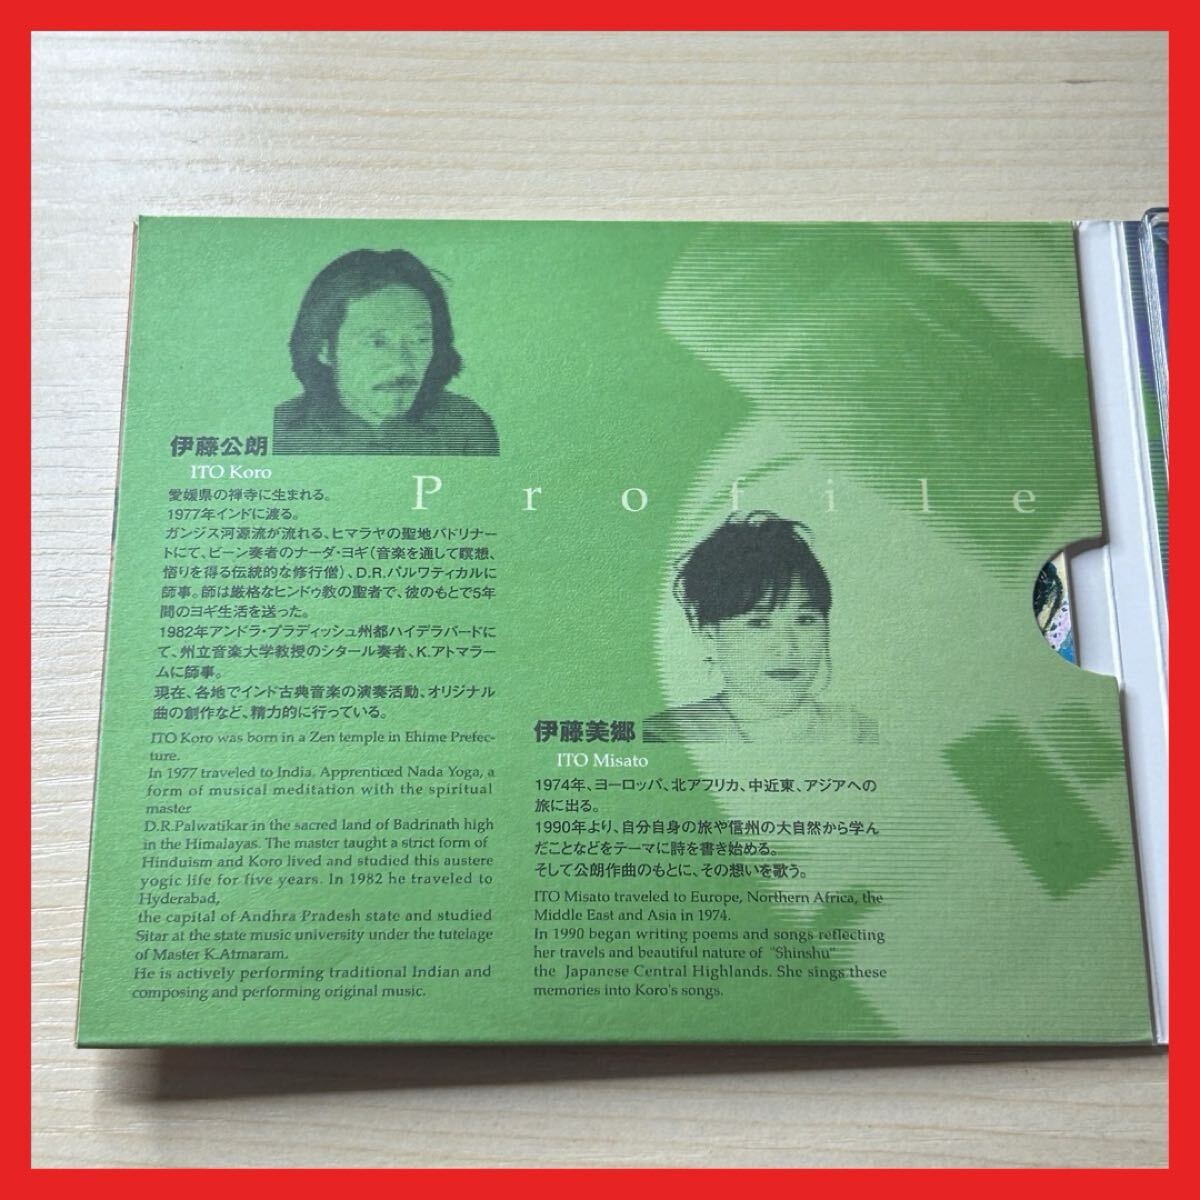 伊藤公朗
ITO Koro
Profile
愛媛県の禅寺に生まれる。
1977年インドに渡る。
ガンジス河源流が流れる、ヒマラヤの聖地バドリナー
トにて、ビーン奏者のナーダ・ヨギ（音楽を通して瞑想、
悟りを得る伝統的な修行僧）、D.R.パルワティカルに
師事。師は厳格なヒンドゥ教の聖者で、彼のもとで5年
間のヨギ生活を送った。
1982年アンドラ・プラディッシュ州都ハイデラバードに
て、州立音楽大学教授のシタール奏者、K.アトマラー
ムに師事。
現在、各地でインド古典音楽の演奏活動、オリジナル
曲の創作など、精力的に行っている。
ITO Koro was born in a Zen temple in Ehime Prefec-
ture.
In 1977 traveled to India. Apprenticed Nada Yoga, a
form of musical meditation with the spiritual
master
D.R.Palwatikar in the sacred land of Badrinath high
in the Himalayas. The master taught a strict form of
Hinduism and Koro lived and studied this austere
yogic life for five years. In 1982 he traveled to
Hyderabad,
the capital of Andhra Pradesh state and studied
Sitar at the state music university under the tutelage
of Master K.Atmaram.
He is actively performing traditional Indian and
composing and performing original music.
伊藤美郷
ITO Misato
1974年、ヨーロッパ、北アフリカ、中近東、アジアへの
旅に出る。
1990年より、自分自身の旅や信州の大自然から学ん
だことなどをテーマに詩を書き始める。
そして公朗作曲のもとに、その想いを歌う。
ITO Misato traveled to Europe, Northern Africa, the
Middle East and Asia in 1974.
In 1990 began writing poems and songs reflecting
her travels and beautiful nature of "Shinshu"
the Japanese Central Highlands. She sings these
memories into Koro's songs.